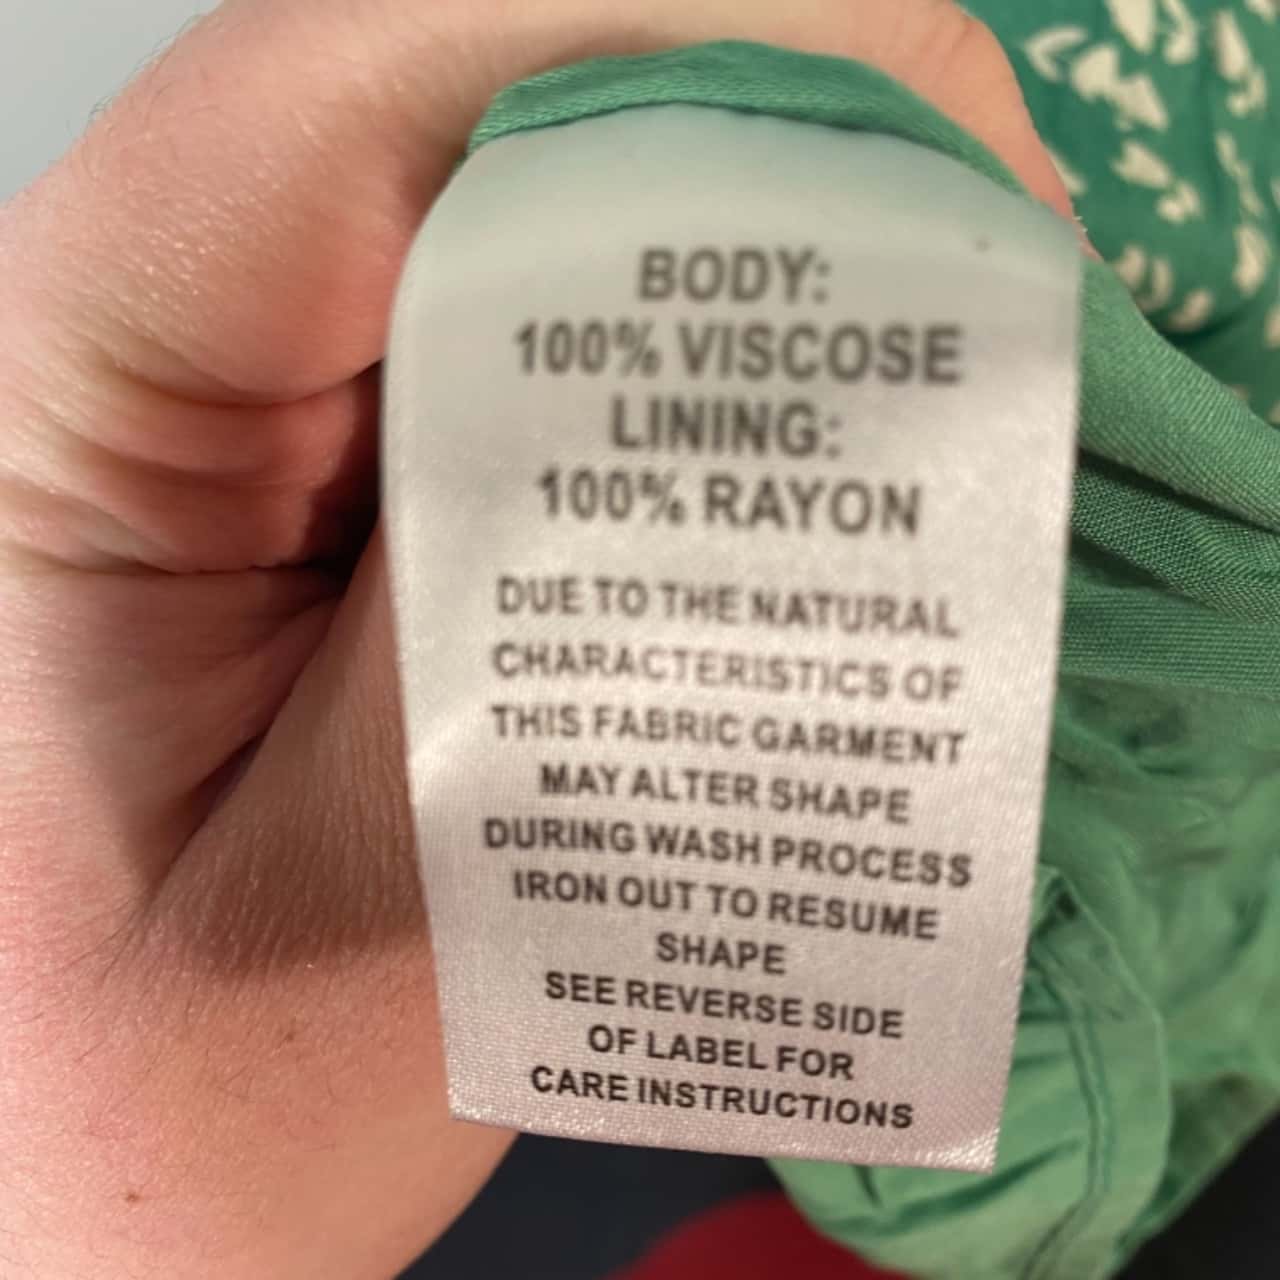 BODY:
100% VISCOSE
LINING:
100% RAYON
DUE TO THE NATURAL
CHARACTERISTICS OF
THIS FABRIC GARMENT
MAY ALTER SHAPE
DURING WASH PROCESS
IRON OUT TO RESUME
SHAPE
SEE REVERSE SIDE
OF LABEL FOR
CARE INSTRUCTIONS